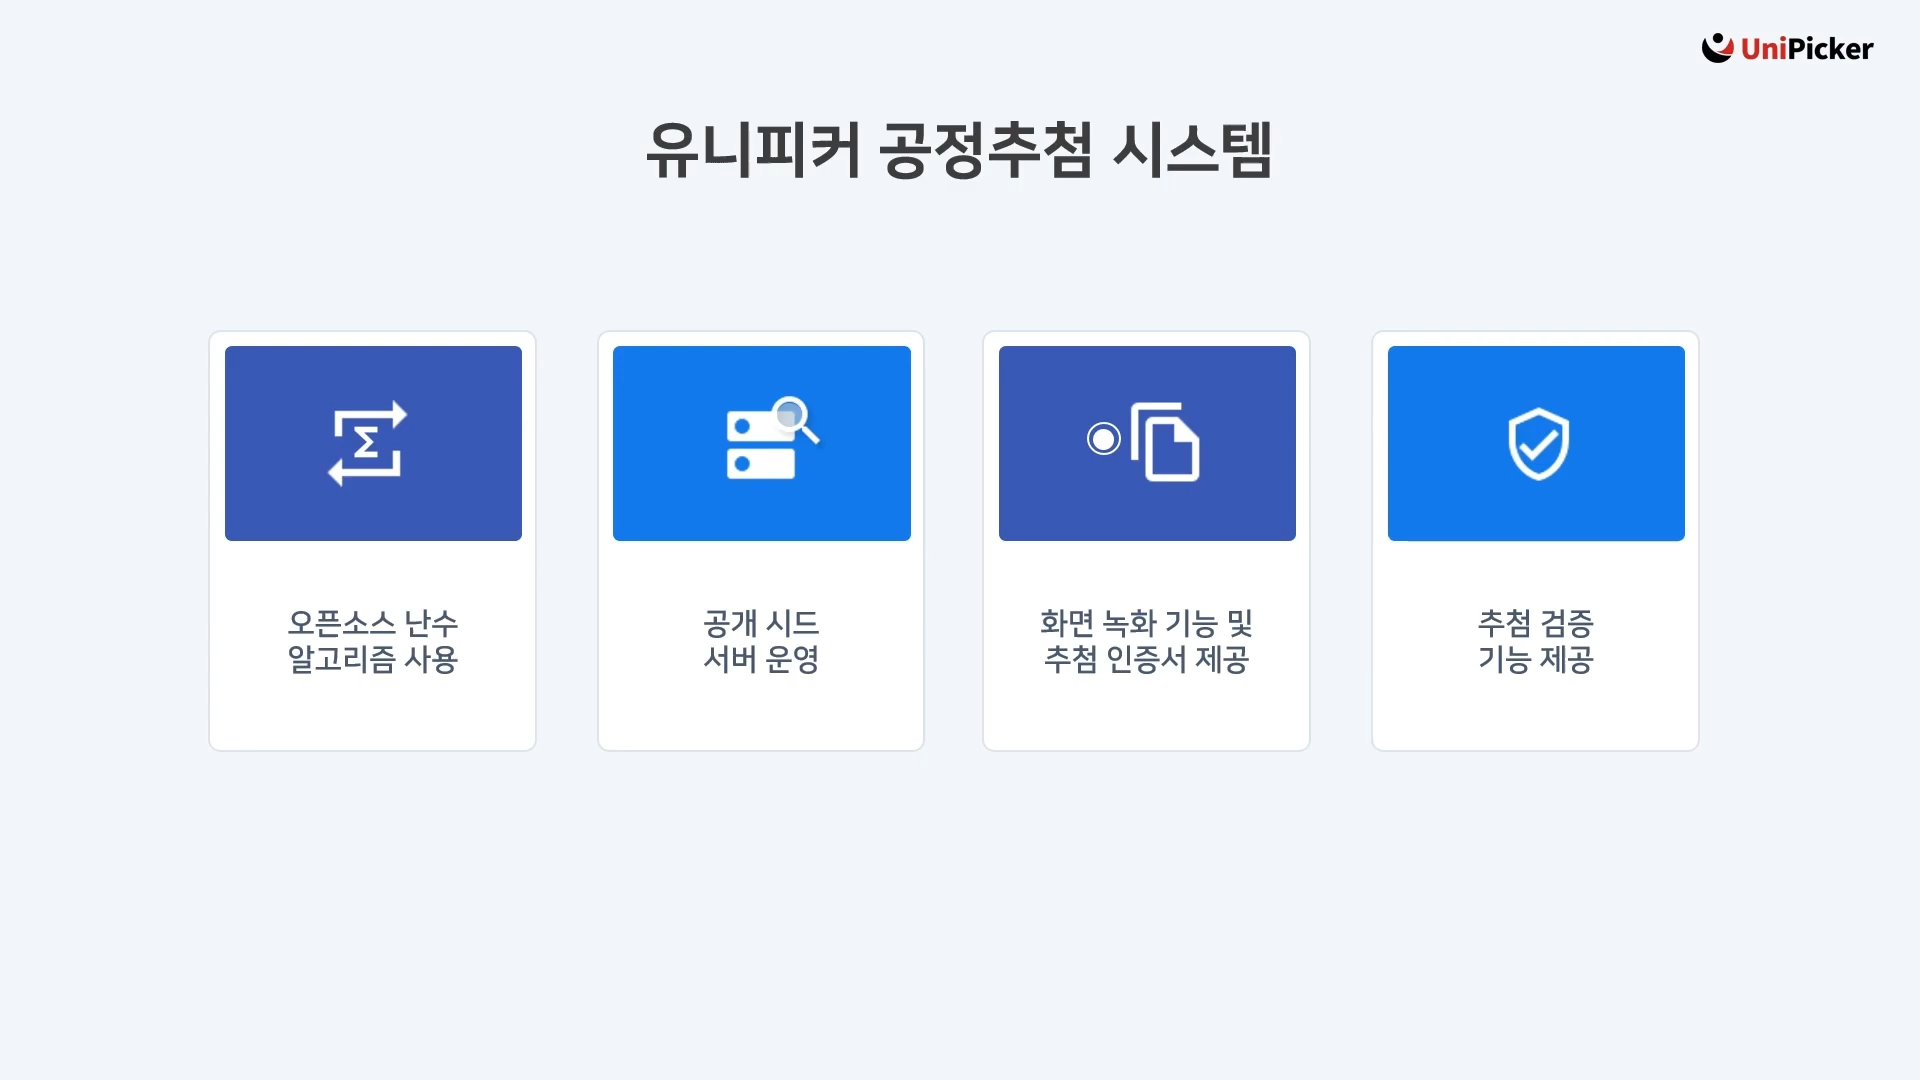 UniPicker
유니피커 공정추첨 시스템
오픈소스 난수
알고리즘 사용
공개 시드
서버 운영
화면 녹화 기능 및
추첨 인증서 제공
추첨 검증
기능 제공